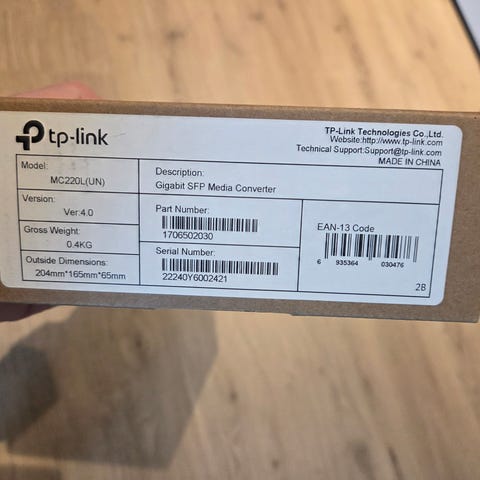 tp-link
TP-Link Technologies Co.,Ltd.
Website:http://www.tp-link.com
Technical Support:Support@tp-link.com
MADE IN CHINA
Model:
MC220L(UN)
Description:
Gigabit SFP Media Converter
Version:
Ver:4.0
Part Number:
1706502030
Gross Weight:
0.4KG
Serial Number:
22240Y6002421
Outside Dimensions:
204mm*165mm*65mm
EAN-13 Code
6 935364 030476
2B